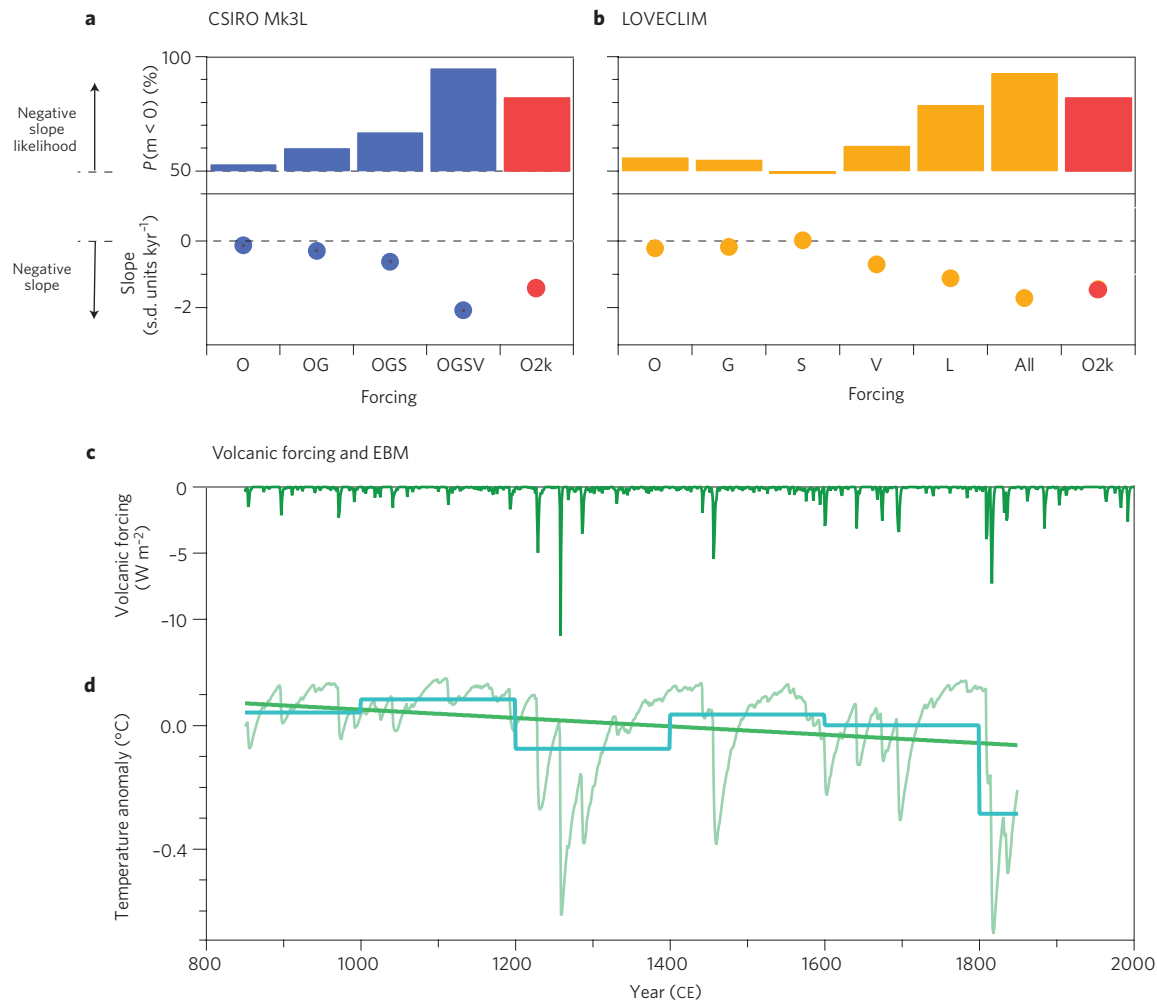 a CSIRO Mk3L
b LOVECLIM
Negative
slope
likelihood
P(m < 0) (%)
100
50
Negative
slope
Slope
(s.d. units kyr⁻¹)
0
−2
O OG OGS OGSV O2k
Forcing
O G S V L All O2k
Forcing
c Volcanic forcing and EBM
Volcanic forcing
(W m⁻²)
0
−5
−10
d
Temperature anomaly (°C)
0.0
−0.4
800 1000 1200 1400 1600 1800 2000
Year (CE)